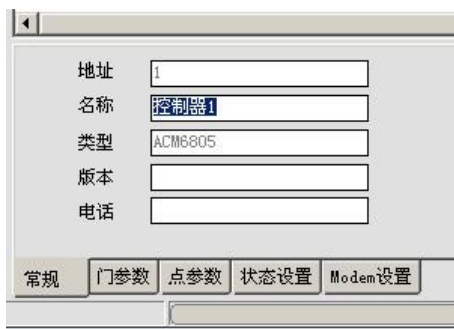 地址 1
名称 控制器1
类型 ACM6805
版本
电话
常规 门参数 点参数 状态设置 Modem设置